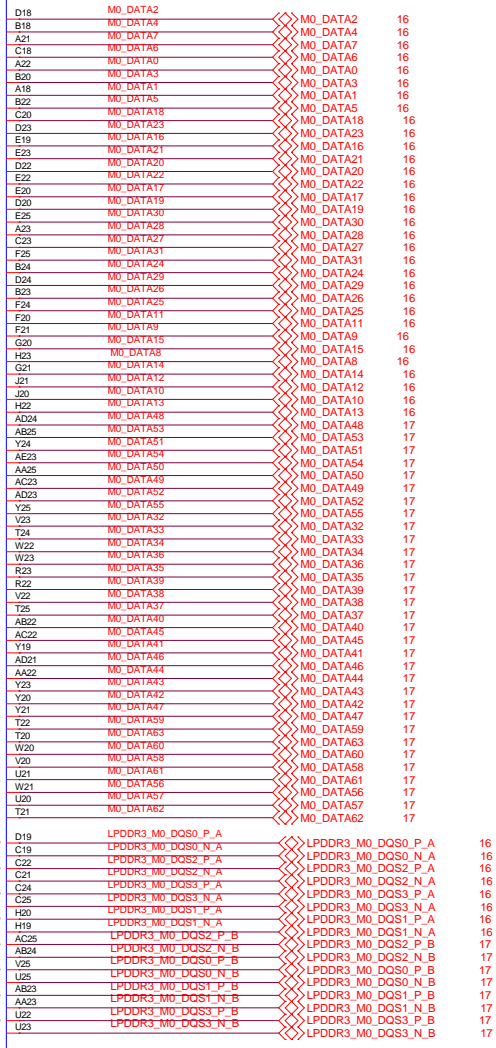 D18 M0_DATA2 M0_DATA2 16
B18 M0_DATA4 M0_DATA4 16
A21 M0_DATA7 M0_DATA7 16
C18 M0_DATA6 M0_DATA6 16
A22 M0_DATA0 M0_DATA0 16
B20 M0_DATA3 M0_DATA3 16
A18 M0_DATA1 M0_DATA1 16
B22 M0_DATA5 M0_DATA5 16
C20 M0_DATA18 M0_DATA18 16
D23 M0_DATA23 M0_DATA23 16
E19 M0_DATA16 M0_DATA16 16
E23 M0_DATA21 M0_DATA21 16
D22 M0_DATA20 M0_DATA20 16
E22 M0_DATA22 M0_DATA22 16
E20 M0_DATA17 M0_DATA17 16
D20 M0_DATA19 M0_DATA19 16
E25 M0_DATA30 M0_DATA30 16
A23 M0_DATA28 M0_DATA28 16
C23 M0_DATA27 M0_DATA27 16
F25 M0_DATA31 M0_DATA31 16
B24 M0_DATA24 M0_DATA24 16
D24 M0_DATA29 M0_DATA29 16
B23 M0_DATA26 M0_DATA26 16
F24 M0_DATA25 M0_DATA25 16
F20 M0_DATA11 M0_DATA11 16
F21 M0_DATA9 M0_DATA9 16
G20 M0_DATA15 M0_DATA15 16
H23 M0_DATA8 M0_DATA8 16
G21 M0_DATA14 M0_DATA14 16
J21 M0_DATA12 M0_DATA12 16
J20 M0_DATA10 M0_DATA10 16
H22 M0_DATA13 M0_DATA13 16
AD24 M0_DATA48 M0_DATA48 17
AB25 M0_DATA53 M0_DATA53 17
Y24 M0_DATA51 M0_DATA51 17
AE23 M0_DATA54 M0_DATA54 17
AA25 M0_DATA50 M0_DATA50 17
AC23 M0_DATA49 M0_DATA49 17
AD23 M0_DATA52 M0_DATA52 17
Y25 M0_DATA55 M0_DATA55 17
V23 M0_DATA32 M0_DATA32 17
T24 M0_DATA33 M0_DATA33 17
W22 M0_DATA34 M0_DATA34 17
W23 M0_DATA36 M0_DATA36 17
R23 M0_DATA35 M0_DATA35 17
R22 M0_DATA39 M0_DATA39 17
V22 M0_DATA38 M0_DATA38 17
T25 M0_DATA37 M0_DATA37 17
AB22 M0_DATA40 M0_DATA40 17
AC22 M0_DATA45 M0_DATA45 17
Y19 M0_DATA41 M0_DATA41 17
AD21 M0_DATA46 M0_DATA46 17
AA22 M0_DATA44 M0_DATA44 17
Y23 M0_DATA43 M0_DATA43 17
Y20 M0_DATA42 M0_DATA42 17
Y21 M0_DATA47 M0_DATA47 17
T22 M0_DATA59 M0_DATA59 17
T20 M0_DATA63 M0_DATA63 17
W20 M0_DATA60 M0_DATA60 17
V20 M0_DATA58 M0_DATA58 17
U21 M0_DATA61 M0_DATA61 17
W21 M0_DATA56 M0_DATA56 17
U20 M0_DATA57 M0_DATA57 17
T21 M0_DATA62 M0_DATA62 17
D19 LPDDR3_M0_DQS0_P_A LPDDR3_M0_DQS0_P_A 16
C19 LPDDR3_M0_DQS0_N_A LPDDR3_M0_DQS0_N_A 16
C22 LPDDR3_M0_DQS2_P_A LPDDR3_M0_DQS2_P_A 16
C21 LPDDR3_M0_DQS2_N_A LPDDR3_M0_DQS2_N_A 16
C24 LPDDR3_M0_DQS3_P_A LPDDR3_M0_DQS3_P_A 16
C25 LPDDR3_M0_DQS3_N_A LPDDR3_M0_DQS3_N_A 16
H20 LPDDR3_M0_DQS1_P_A LPDDR3_M0_DQS1_P_A 16
H19 LPDDR3_M0_DQS1_N_A LPDDR3_M0_DQS1_N_A 16
AC25 LPDDR3_M0_DQS2_P_B LPDDR3_M0_DQS2_P_B 17
AB24 LPDDR3_M0_DQS2_N_B LPDDR3_M0_DQS2_N_B 17
V25 LPDDR3_M0_DQS0_P_B LPDDR3_M0_DQS0_P_B 17
U25 LPDDR3_M0_DQS0_N_B LPDDR3_M0_DQS0_N_B 17
AB23 LPDDR3_M0_DQS1_P_B LPDDR3_M0_DQS1_P_B 17
AA23 LPDDR3_M0_DQS1_N_B LPDDR3_M0_DQS1_N_B 17
U22 LPDDR3_M0_DQS3_P_B LPDDR3_M0_DQS3_P_B 17
U23 LPDDR3_M0_DQS3_N_B LPDDR3_M0_DQS3_N_B 17